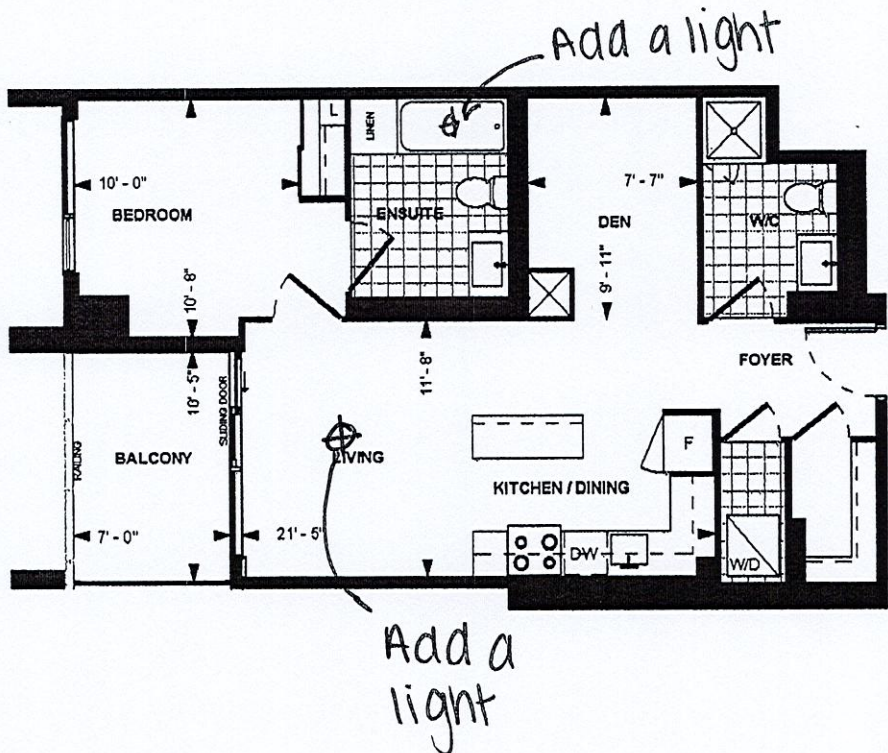 Add a light
L
LINEN
10' - 0"
7' - 7"
BEDROOM
ENSUITE
DEN
W/C
10' - 8"
9' - 11"
11' - 8"
FOYER
10' - 5"
SLIDING DOOR
RAILING
BALCONY
LIVING
F
KITCHEN / DINING
7' - 0"
21' - 5"
DW
W/D
Add a
light